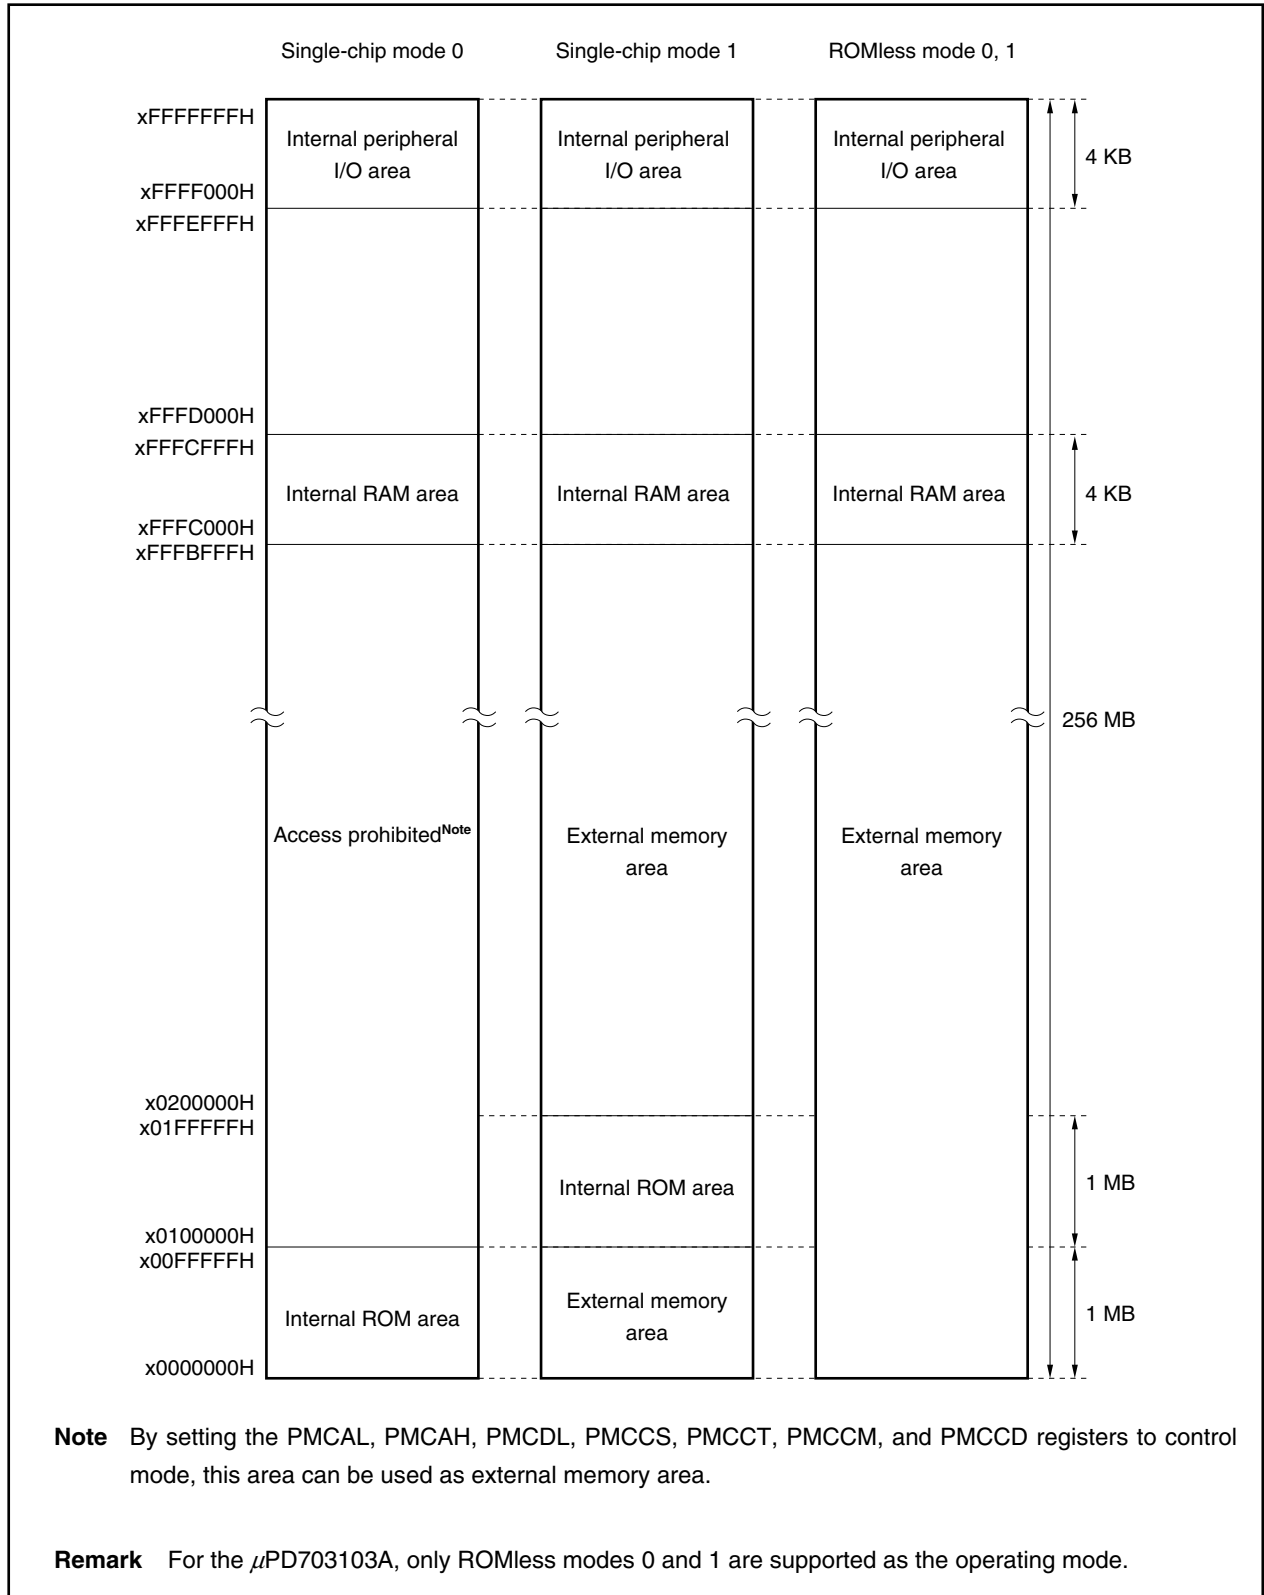 Single-chip mode 0 Single-chip mode 1 ROMless mode 0, 1
xFFFFFFFH
Internal peripheral
I/O area
Internal peripheral
I/O area
Internal peripheral
I/O area
4 KB
xFFFF000H
xFFFEFFFH
xFFFD000H
xFFFCFFFH
Internal RAM area Internal RAM area Internal RAM area 4 KB
xFFFC000H
xFFFBFFFH
256 MB
Access prohibitedNote
External memory
area
External memory
area
x0200000H
x01FFFFFH
Internal ROM area 1 MB
x0100000H
x00FFFFFH
Internal ROM area
External memory
area
1 MB
x0000000H
Note By setting the PMCAL, PMCAH, PMCDL, PMCCS, PMCCT, PMCCM, and PMCCD registers to control
mode, this area can be used as external memory area.
Remark For the μPD703103A, only ROMless modes 0 and 1 are supported as the operating mode.